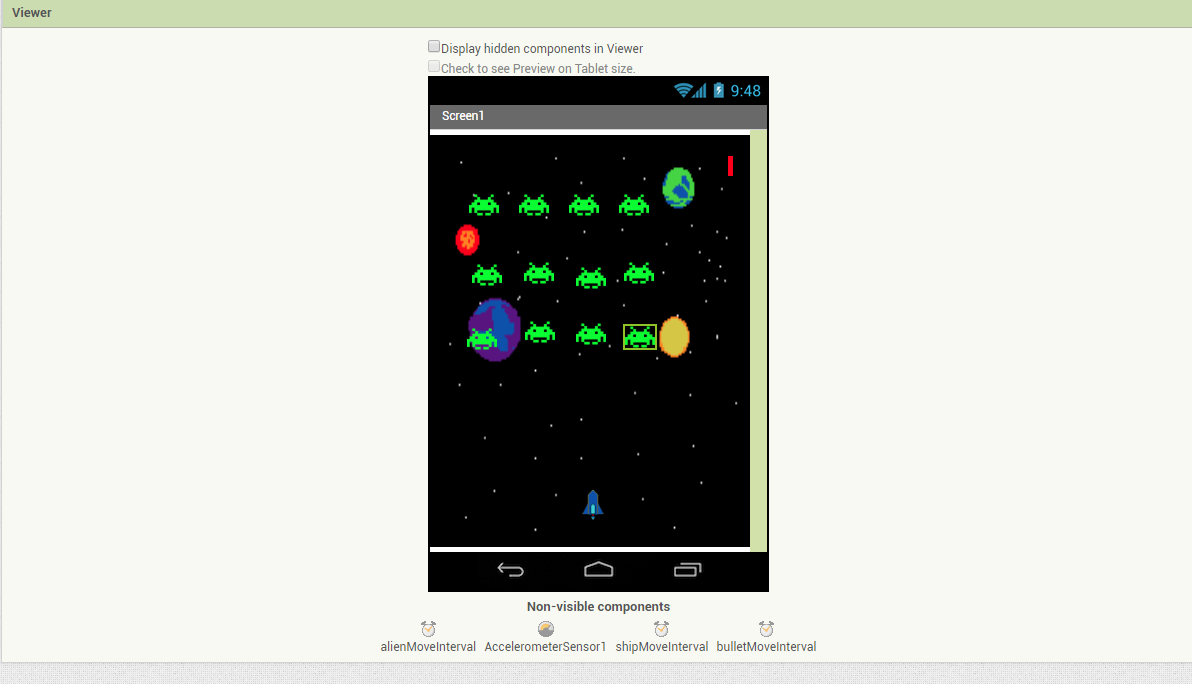 Viewer
Display hidden components in Viewer
Check to see Preview on Tablet size.
9:48
Screen1
Non-visible components
alienMoveInterval AccelerometerSensor1 shipMoveInterval bulletMoveInterval